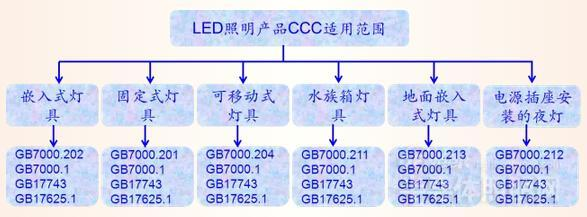 LED照明产品CCC适用范围
嵌入式灯
具
固定式灯
具
可移动式
灯具
水族箱灯
具
地面嵌入
式灯具
电源插座安
装的夜灯
GB7000.202
GB7000.1
GB17743
GB17625.1
GB7000.201
GB7000.1
GB17743
GB17625.1
GB7000.204
GB7000.1
GB17743
GB17625.1
GB7000.211
GB7000.1
GB17743
GB17625.1
GB7000.213
GB7000.1
GB17743
GB17625.1
GB7000.212
GB7000.1
GB17743
GB17625.1